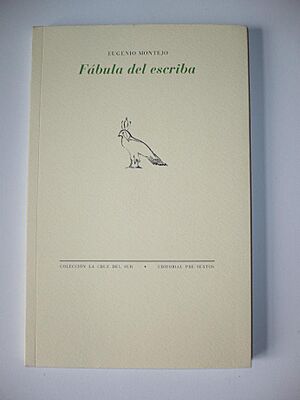 EUGENIO MONTEJO
Fábula del escriba
COLECCIÓN LA CRUZ DEL SUR • EDITORIAL PRE-TEXTOS